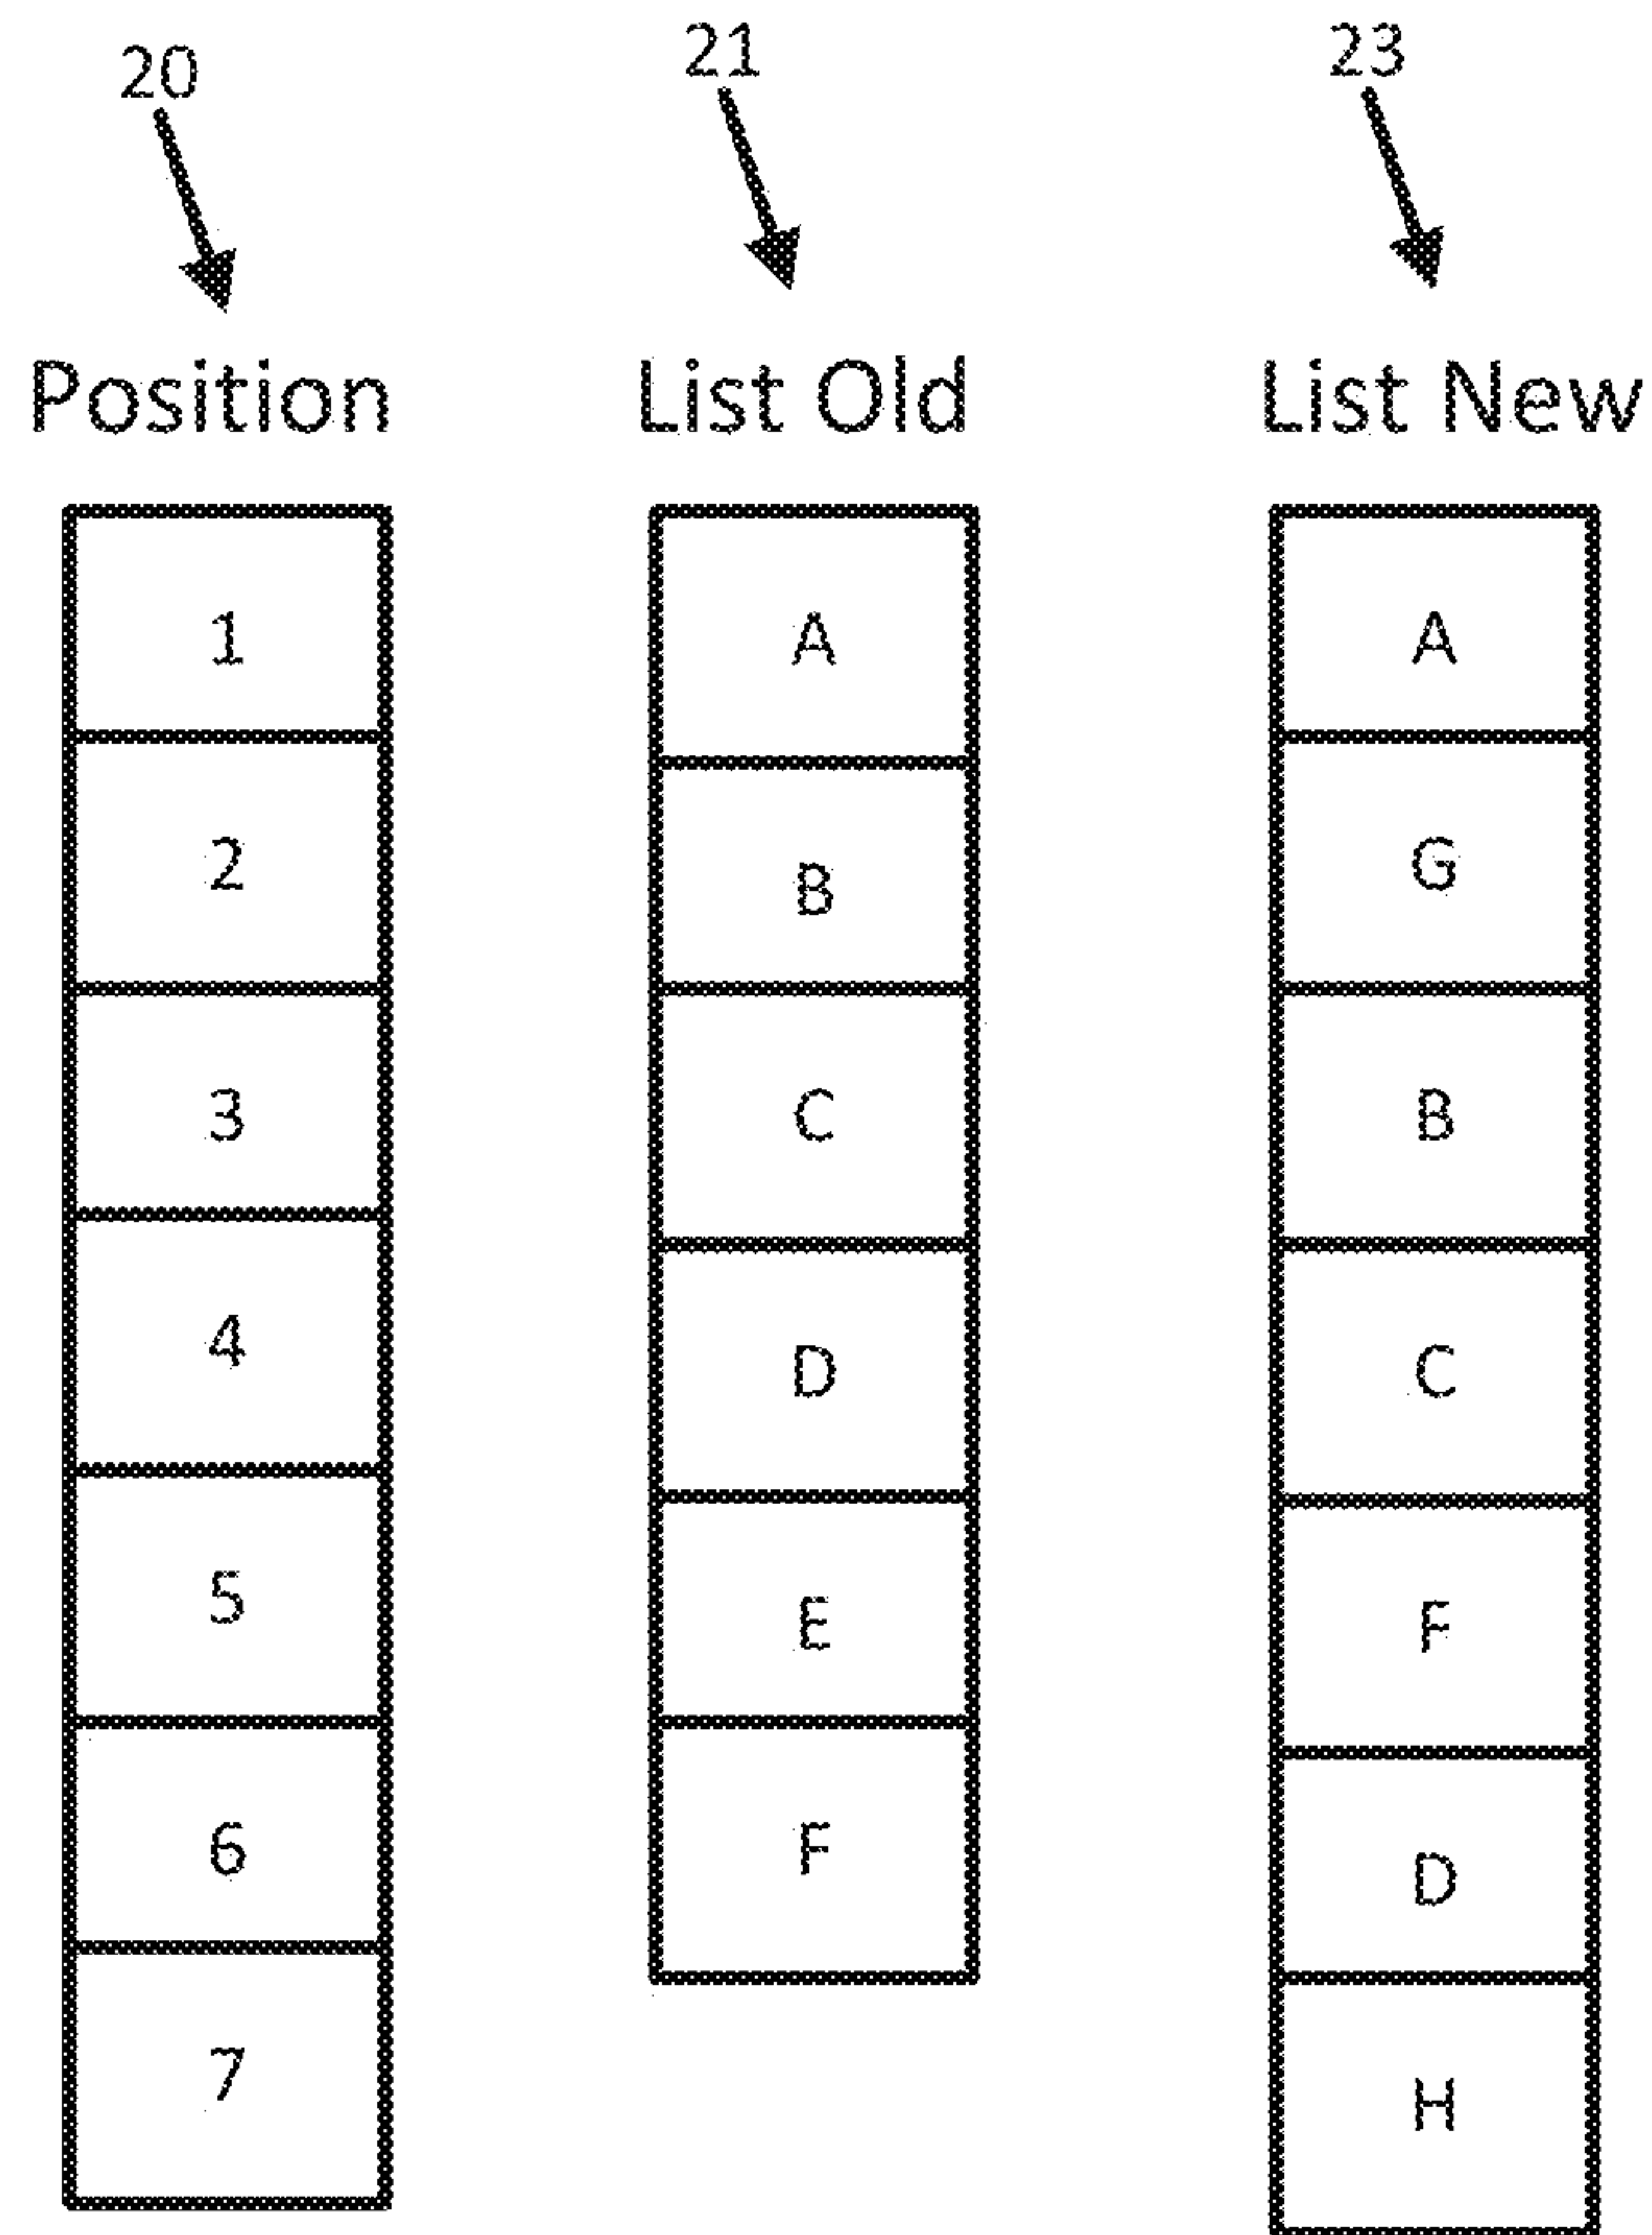 20 21 23
Position List Old List New
1 A A
2 B G
3 C B
4 D C
5 E F
6 F D
7 H